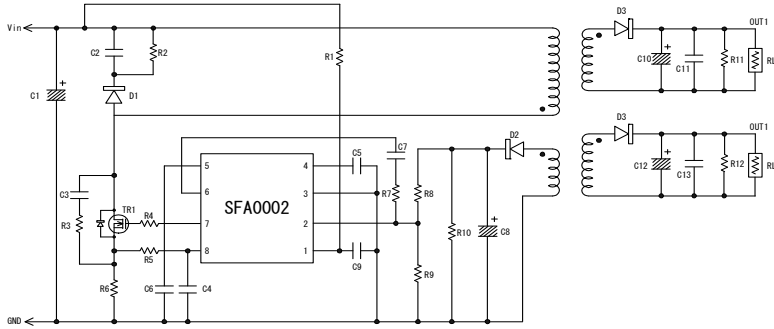 D3
OUT1
Vin
C2
R2
R1
C10
C11
R11
RL
C1
D1
D3
OUT1
C7
D2
5
4
C5
C12
C13
R12
RL
C3
6
3
R7
R8
SFA0002
TR1
R4
7
2
R3
R10
C8
R5
8
1
R9
C9
R6
C6
C4
GND